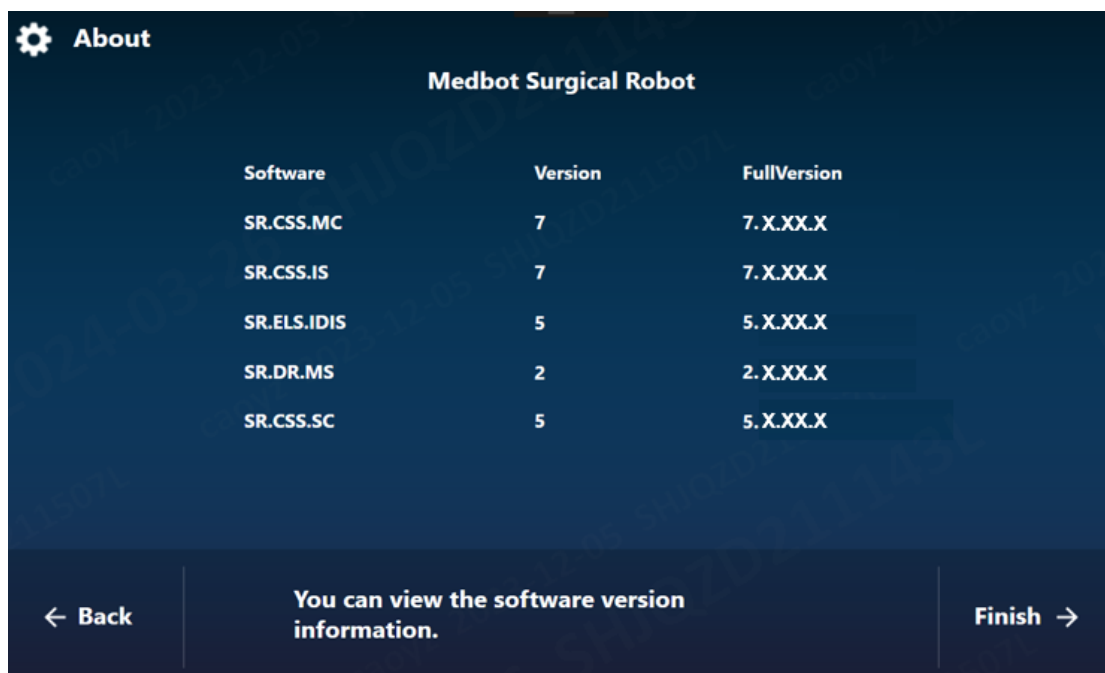 About
Medbot Surgical Robot
Software Version FullVersion
SR.CSS.MC 7 7.X.XX.X
SR.CSS.IS 7 7.X.XX.X
SR.ELS.IDIS 5 5.X.XX.X
SR.DR.MS 2 2.X.XX.X
SR.CSS.SC 5 5.X.XX.X
You can view the software version
information.
← Back
Finish →